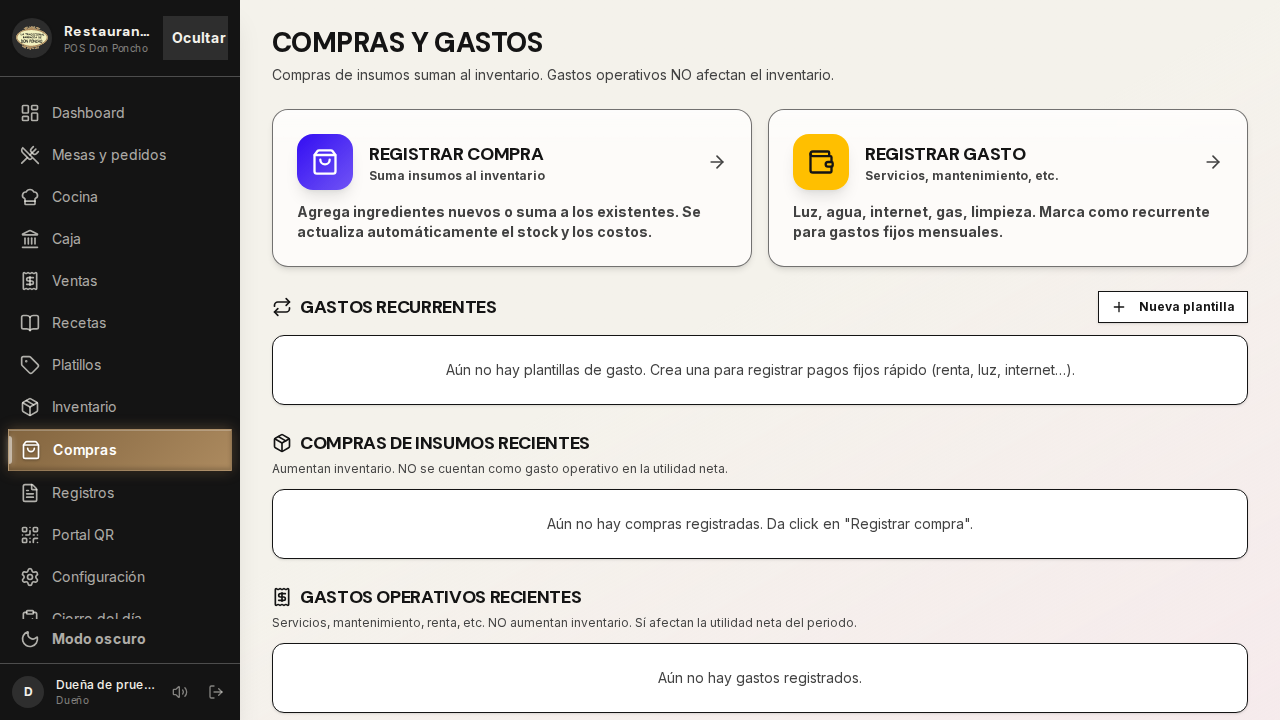 Restauran...
POS Don Poncho
Ocultar
Dashboard
Mesas y pedidos
Cocina
Caja
Ventas
Recetas
Platillos
Inventario
Compras
Registros
Portal QR
Configuración
Cierre del día
Modo oscuro
D
Dueña de prue...
Dueño
COMPRAS Y GASTOS
Compras de insumos suman al inventario. Gastos operativos NO afectan el inventario.
REGISTRAR COMPRA
Suma insumos al inventario
Agrega ingredientes nuevos o suma a los existentes. Se
actualiza automáticamente el stock y los costos.
REGISTRAR GASTO
Servicios, mantenimiento, etc.
Luz, agua, internet, gas, limpieza. Marca como recurrente
para gastos fijos mensuales.
GASTOS RECURRENTES
Nueva plantilla
Aún no hay plantillas de gasto. Crea una para registrar pagos fijos rápido (renta, luz, internet...).
COMPRAS DE INSUMOS RECIENTES
Aumentan inventario. NO se cuentan como gasto operativo en la utilidad neta.
Aún no hay compras registradas. Da click en "Registrar compra".
GASTOS OPERATIVOS RECIENTES
Servicios, mantenimiento, renta, etc. NO aumentan inventario. Sí afectan la utilidad neta del periodo.
Aún no hay gastos registrados.